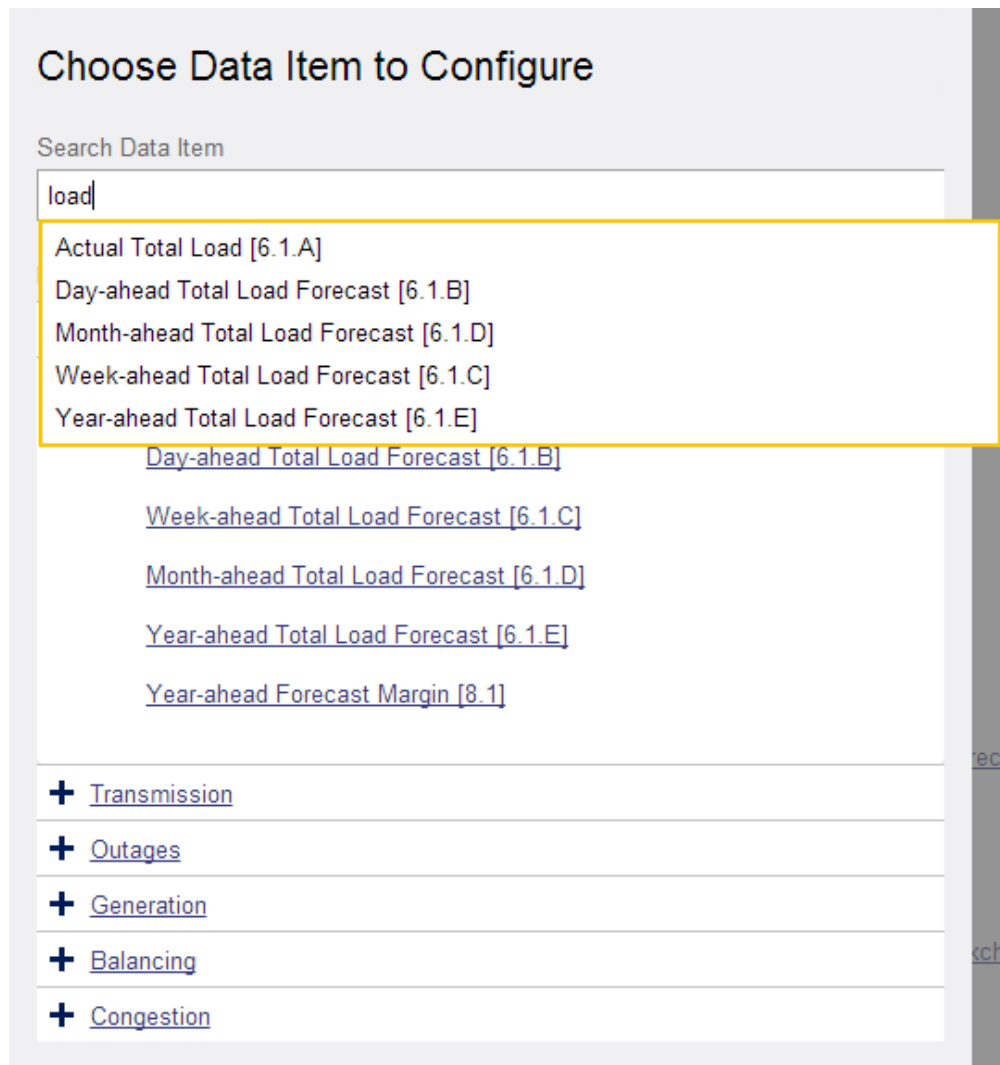 Choose Data Item to Configure
Search Data Item
load
Actual Total Load [6.1.A]
Day-ahead Total Load Forecast [6.1.B]
Month-ahead Total Load Forecast [6.1.D]
Week-ahead Total Load Forecast [6.1.C]
Year-ahead Total Load Forecast [6.1.E]
Day-ahead Total Load Forecast [6.1.B]
Week-ahead Total Load Forecast [6.1.C]
Month-ahead Total Load Forecast [6.1.D]
Year-ahead Total Load Forecast [6.1.E]
Year-ahead Forecast Margin [8.1]
Transmission
Outages
Generation
Balancing
Congestion